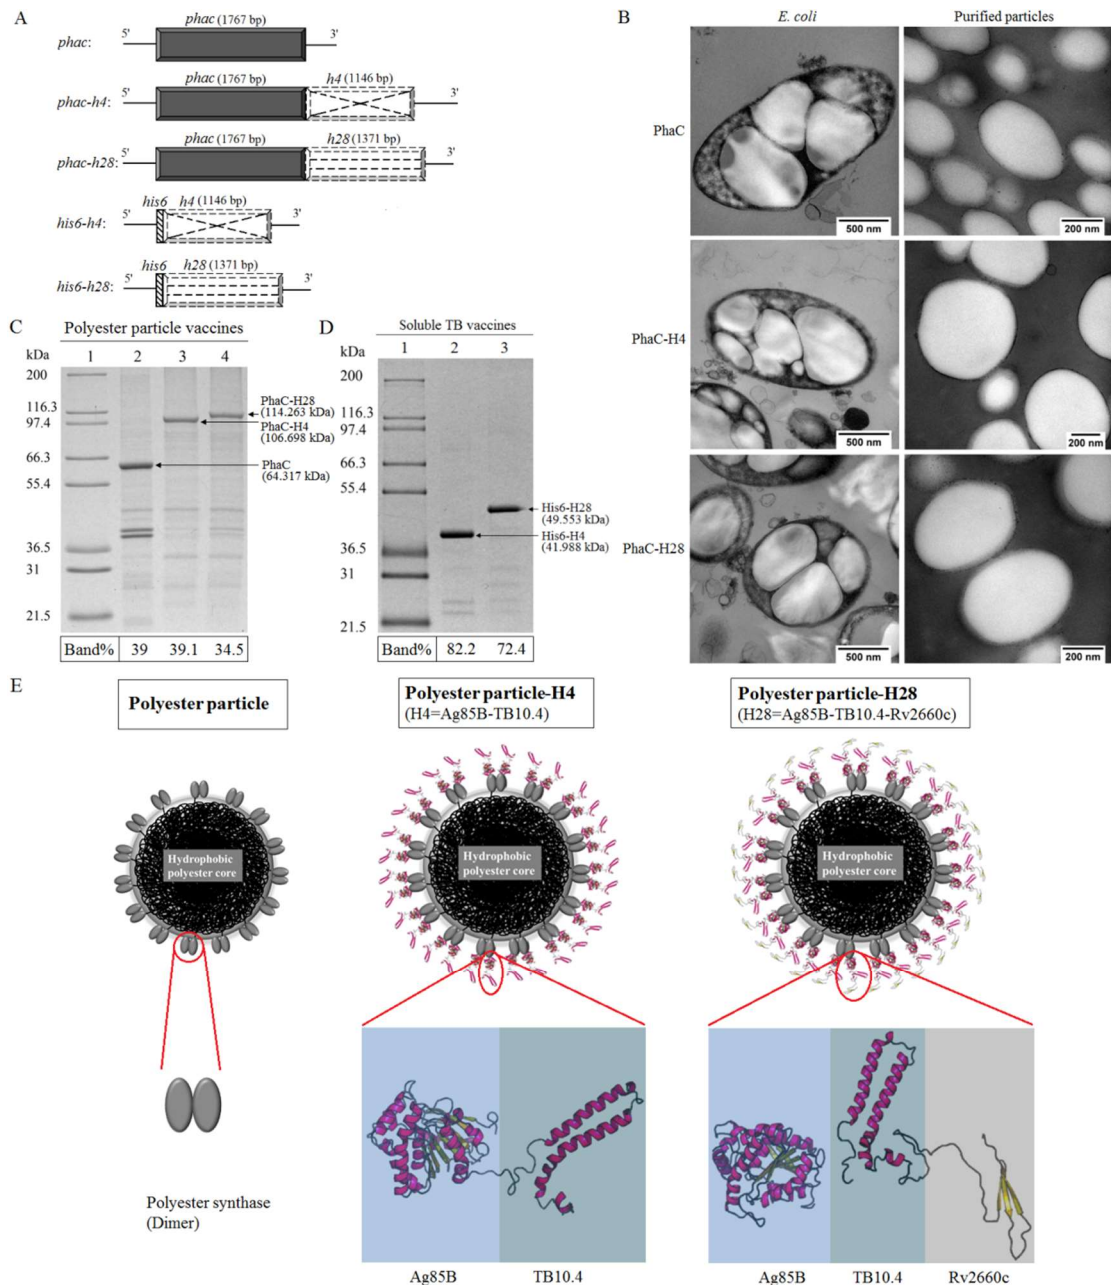 A
phac (1767 bp)
phac: 5' 3'
phac (1767 bp) h4 (1146 bp)
phac-h4: 5' 3'
phac (1767 bp) h28 (1371 bp)
phac-h28: 5' 3'
his6 h4 (1146 bp)
his6-h4: 5' 3'
his6 h28 (1371 bp)
his6-h28: 5' 3'
B
E. coli Purified particles
PhaC
500 nm 200 nm
PhaC-H4
500 nm 200 nm
PhaC-H28
500 nm 200 nm
C Polyester particle vaccines
kDa 1 2 3 4
200
116.3
97.4
66.3
55.4
36.5
31
21.5
PhaC-H28
(114.263 kDa)
PhaC-H4
(106.698 kDa)
PhaC
(64.317 kDa)
Band% 39 39.1 34.5
D Soluble TB vaccines
kDa 1 2 3
200
116.3
97.4
66.3
55.4
36.5
31
21.5
His6-H28
(49.553 kDa)
His6-H4
(41.988 kDa)
Band% 82.2 72.4
E
Polyester particle
Polyester particle-H4
(H4=Ag85B-TB10.4)
Polyester particle-H28
(H28=Ag85B-TB10.4-Rv2660c)
Hydrophobic
polyester core
Hydrophobic
polyester core
Hydrophobic
polyester core
Polyester synthase
(Dimer)
Ag85B TB10.4
Ag85B TB10.4 Rv2660c